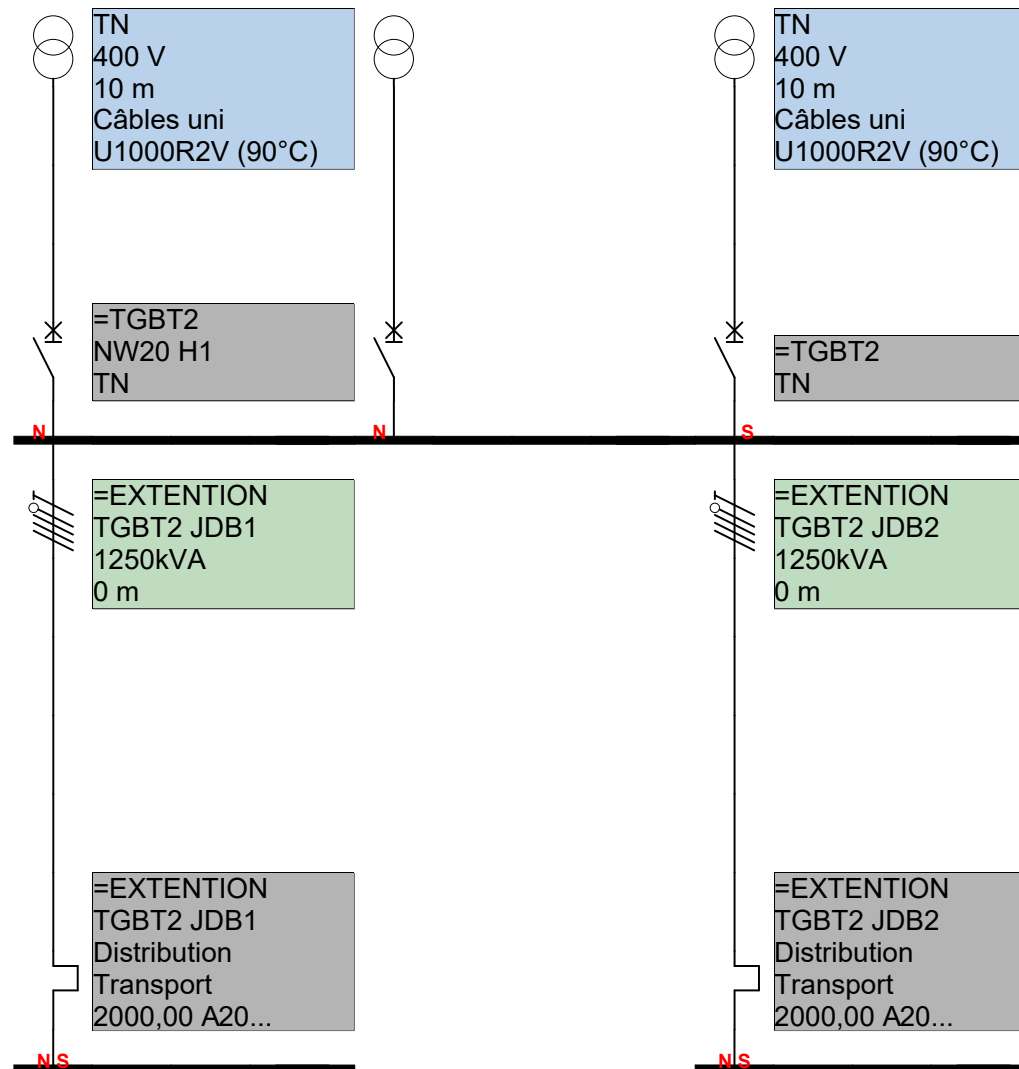 TN
400 V
10 m
Câbles uni
U1000R2V (90°C)
TN
400 V
10 m
Câbles uni
U1000R2V (90°C)
=TGBT2
NW20 H1
TN
=TGBT2
TN
N
N
S
=EXTENTION
TGBT2 JDB1
1250kVA
0 m
=EXTENTION
TGBT2 JDB2
1250kVA
0 m
=EXTENTION
TGBT2 JDB1
Distribution
Transport
2000,00 A20...
=EXTENTION
TGBT2 JDB2
Distribution
Transport
2000,00 A20...
N S
N S